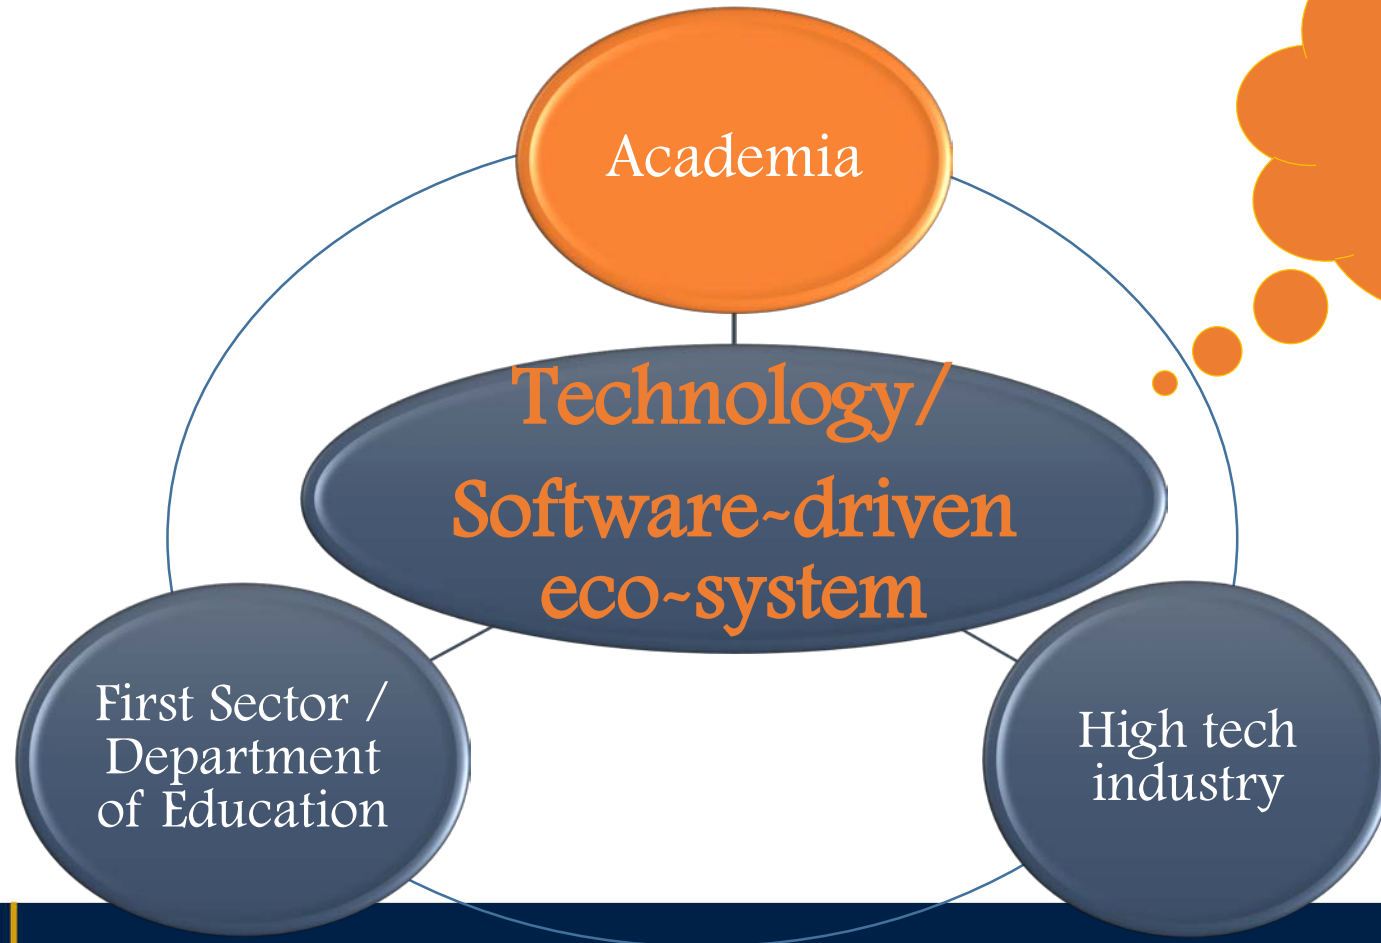 Academia
Technology/
Software-driven
eco-system
First Sector /
Department
of Education
High tech
industry